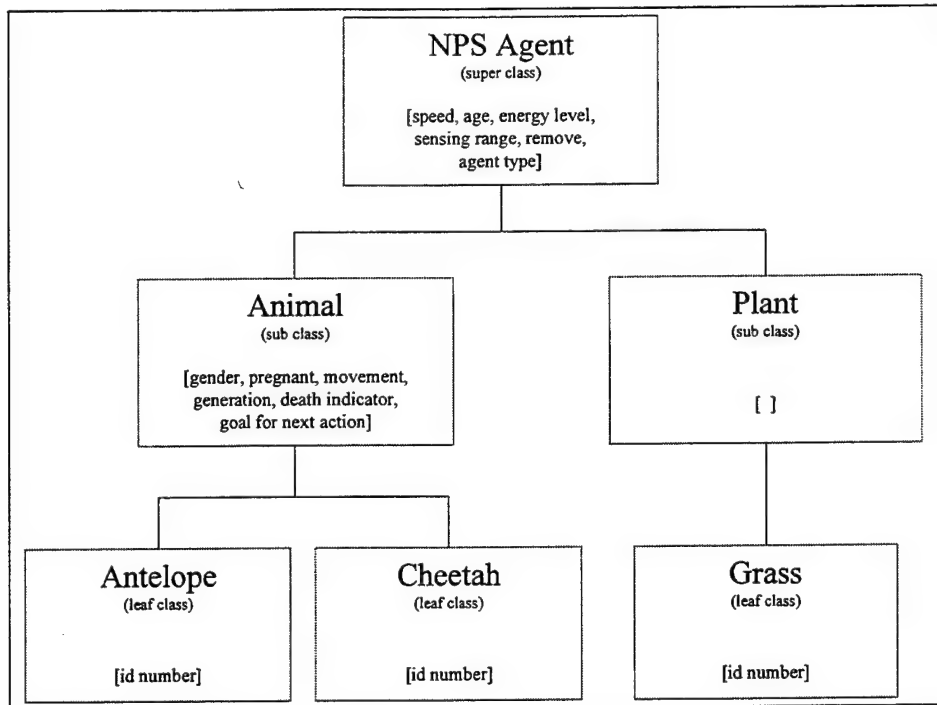 NPS Agent
(super class)
[speed, age, energy level,
sensing range, remove,
agent type]
Animal
(sub class)
[gender, pregnant, movement,
generation, death indicator,
goal for next action]
Plant
(sub class)
[ ]
Antelope
(leaf class)
[id number]
Cheetah
(leaf class)
[id number]
Grass
(leaf class)
[id number]